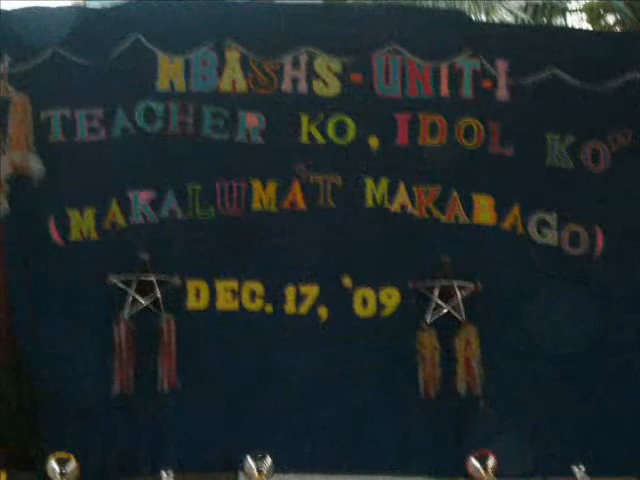 MBASHS-UNIT-I
TEACHER KO, IDOL KO
(MAKALUMA'T MAKABAGO)
DEC. 17, '09